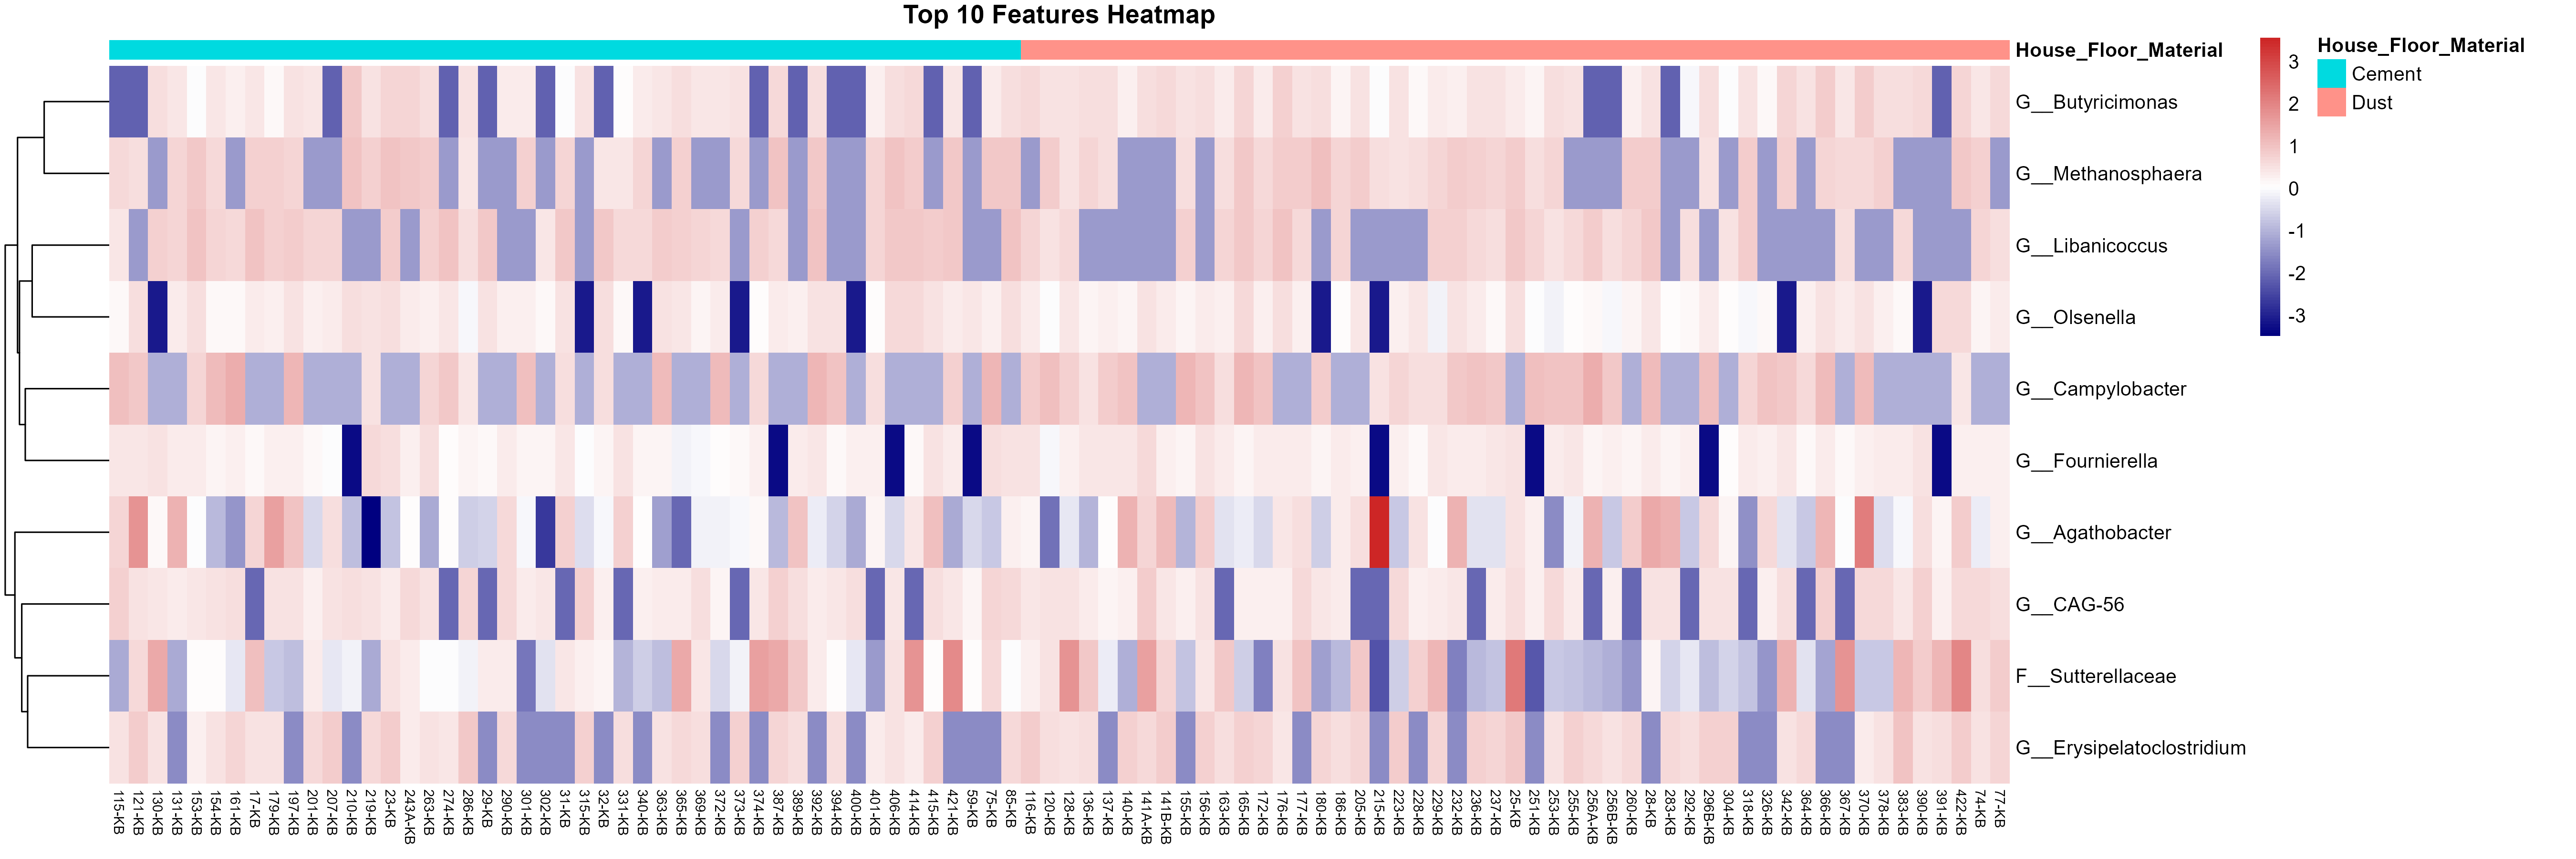 Top 10 Features Heatmap
House_Floor_Material
G__Butyricimonas
G__Methanosphaera
G__Libanicoccus
G__Olsenella
G__Campylobacter
G__Fournierella
G__Agathobacter
G__CAG-56
F__Sutterellaceae
G__Erysipelatoclostridium
3
2
1
0
-1
-2
-3
House_Floor_Material
Cement
Dust
115-KB
121-KB
130-KB
131-KB
153-KB
154-KB
161-KB
17-KB
179-KB
197-KB
201-KB
207-KB
210-KB
219-KB
23-KB
243A-KB
263-KB
274-KB
286-KB
29-KB
290-KB
301-KB
302-KB
31-KB
315-KB
32-KB
331-KB
340-KB
363-KB
365-KB
369-KB
372-KB
373-KB
374-KB
387-KB
389-KB
392-KB
394-KB
400-KB
401-KB
406-KB
414-KB
415-KB
421-KB
59-KB
75-KB
85-KB
116-KB
120-KB
128-KB
136-KB
137-KB
140-KB
141A-KB
141B-KB
155-KB
156-KB
163-KB
165-KB
172-KB
176-KB
177-KB
180-KB
186-KB
205-KB
215-KB
223-KB
228-KB
229-KB
232-KB
236-KB
237-KB
25-KB
251-KB
253-KB
255-KB
256A-KB
256B-KB
260-KB
28-KB
283-KB
292-KB
296B-KB
304-KB
318-KB
326-KB
342-KB
364-KB
366-KB
367-KB
370-KB
378-KB
383-KB
390-KB
391-KB
422-KB
74-KB
77-KB